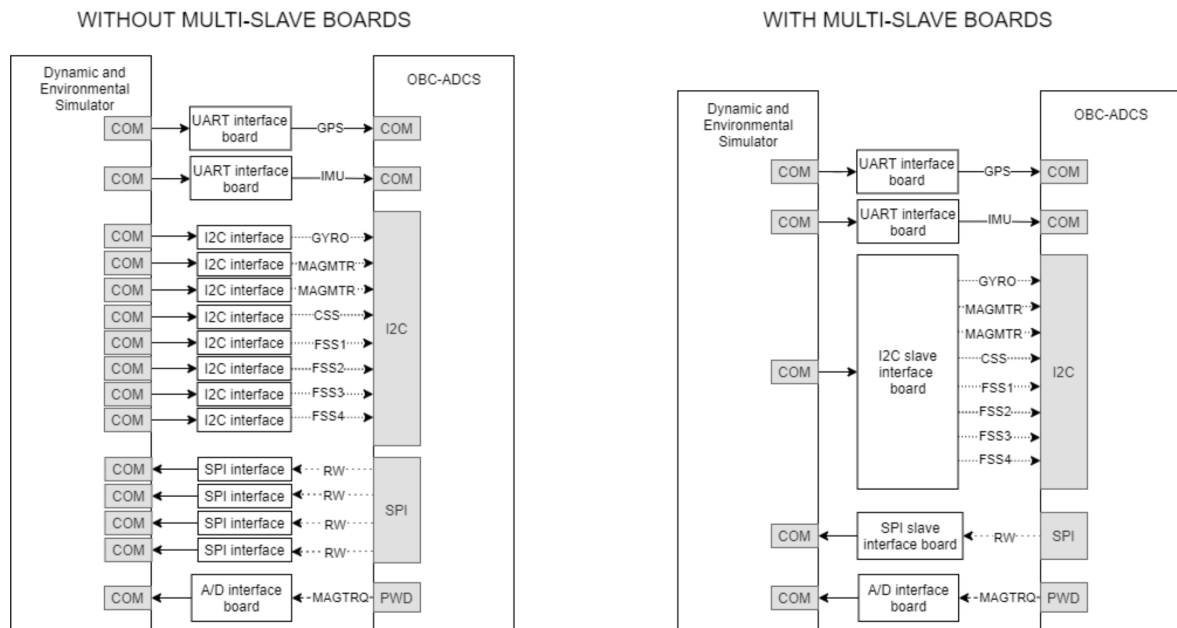 WITHOUT MULTI-SLAVE BOARDS
Dynamic and
Environmental
Simulator
OBC-ADCS
COM
UART interface
board
GPS
COM
COM
UART interface
board
IMU
COM
COM
I2C interface
GYRO
COM
I2C interface
MAGMTR
COM
I2C interface
MAGMTR
COM
I2C interface
CSS
COM
I2C interface
FSS1
COM
I2C interface
FSS2
COM
I2C interface
FSS3
COM
I2C interface
FSS4
I2C
COM
SPI interface
RW
COM
SPI interface
RW
COM
SPI interface
RW
COM
SPI interface
RW
SPI
COM
A/D interface
board
MAGTRQ
PWD
WITH MULTI-SLAVE BOARDS
Dynamic and
Environmental
Simulator
OBC-ADCS
COM
UART interface
board
GPS
COM
COM
UART interface
board
IMU
COM
COM
I2C slave
interface
board
GYRO
MAGMTR
MAGMTR
CSS
FSS1
FSS2
FSS3
FSS4
I2C
COM
SPI slave
interface board
RW
SPI
COM
A/D interface
board
MAGTRQ
PWD